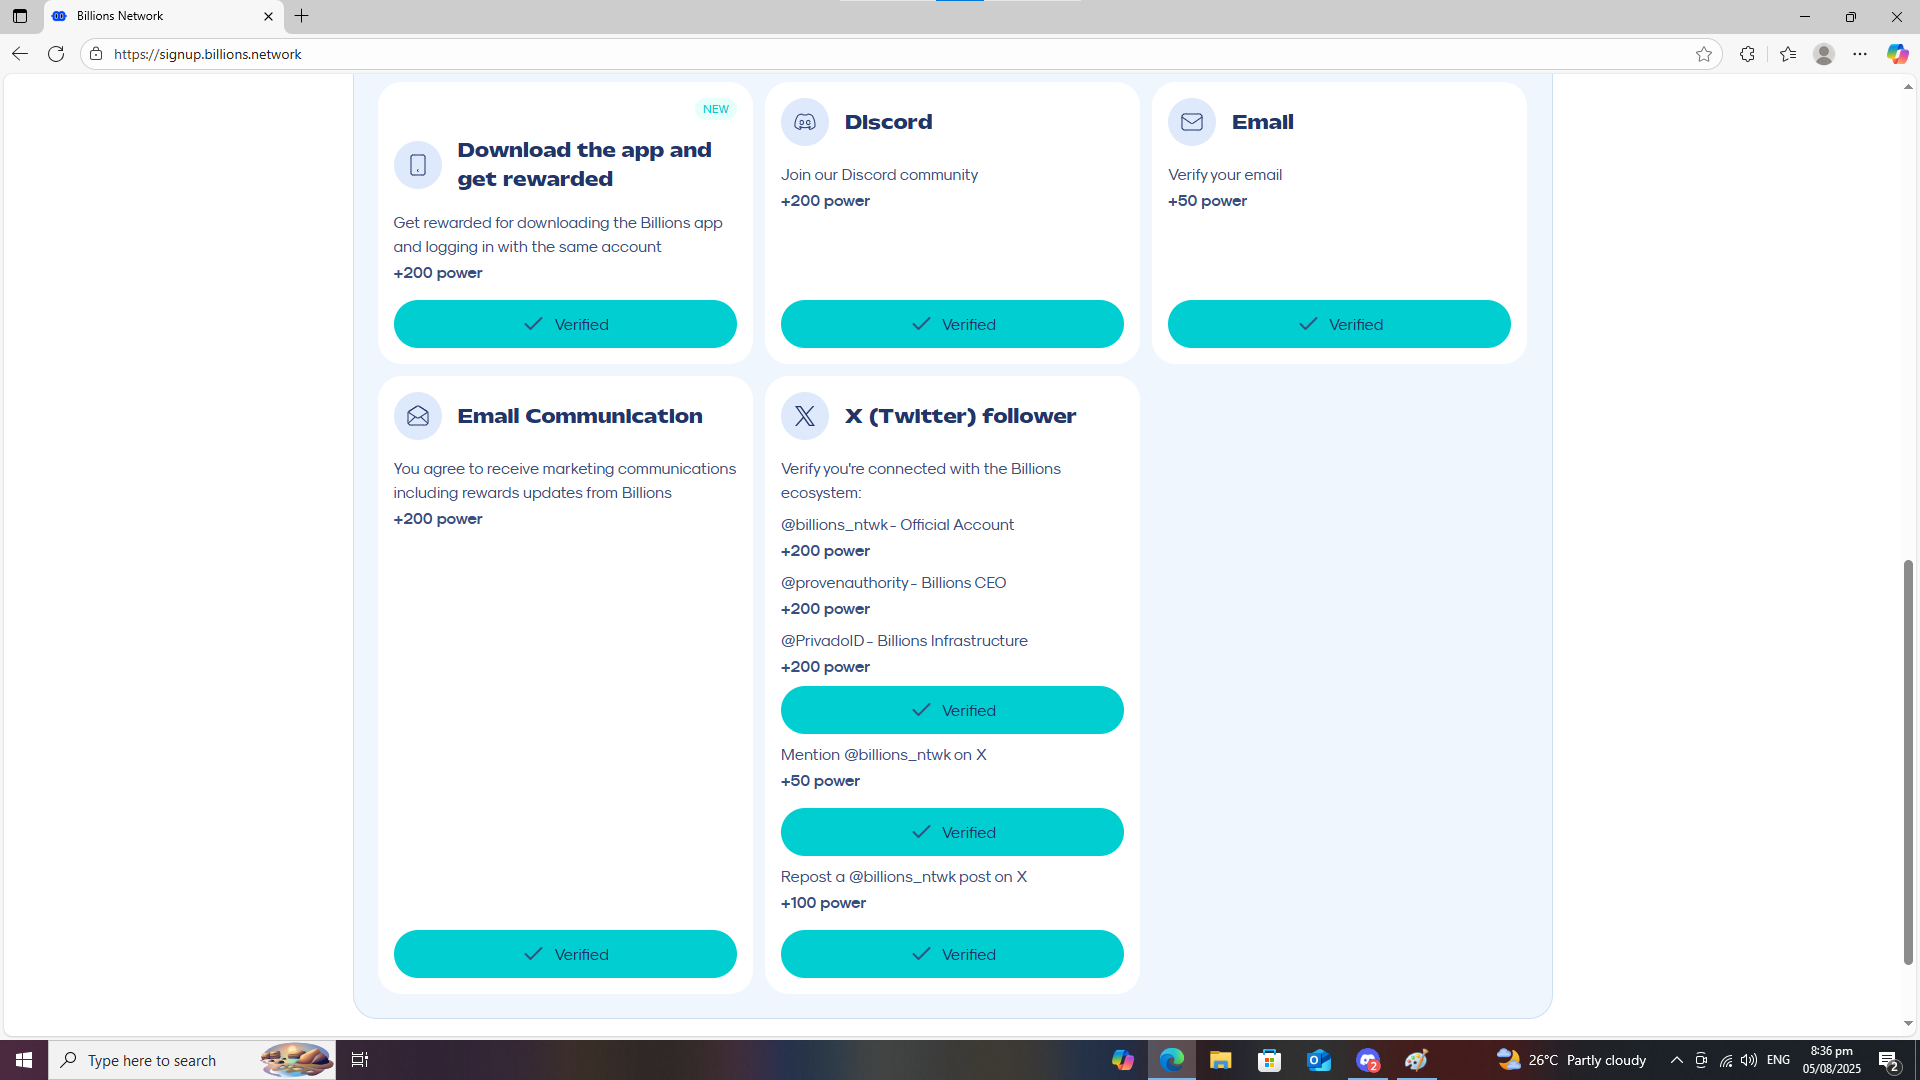 Billions Network
https://signup.billions.network
NEW
Download the app and
get rewarded
Get rewarded for downloading the Billions app
and logging in with the same account
+200 power
Verified
Discord
Join our Discord community
+200 power
Verified
Email
Verify your email
+50 power
Verified
Email Communication
You agree to receive marketing communications
including rewards updates from Billions
+200 power
Verified
X (Twitter) follower
Verify you're connected with the Billions
ecosystem:
@billions_ntwk - Official Account
+200 power
@provenauthority - Billions CEO
+200 power
@PrivadoID - Billions Infrastructure
+200 power
Verified
Mention @billions_ntwk on X
+50 power
Verified
Repost a @billions_ntwk post on X
+100 power
Verified
Type here to search
2
26°C Partly cloudy
ENG
8:36 pm
05/08/2025
2